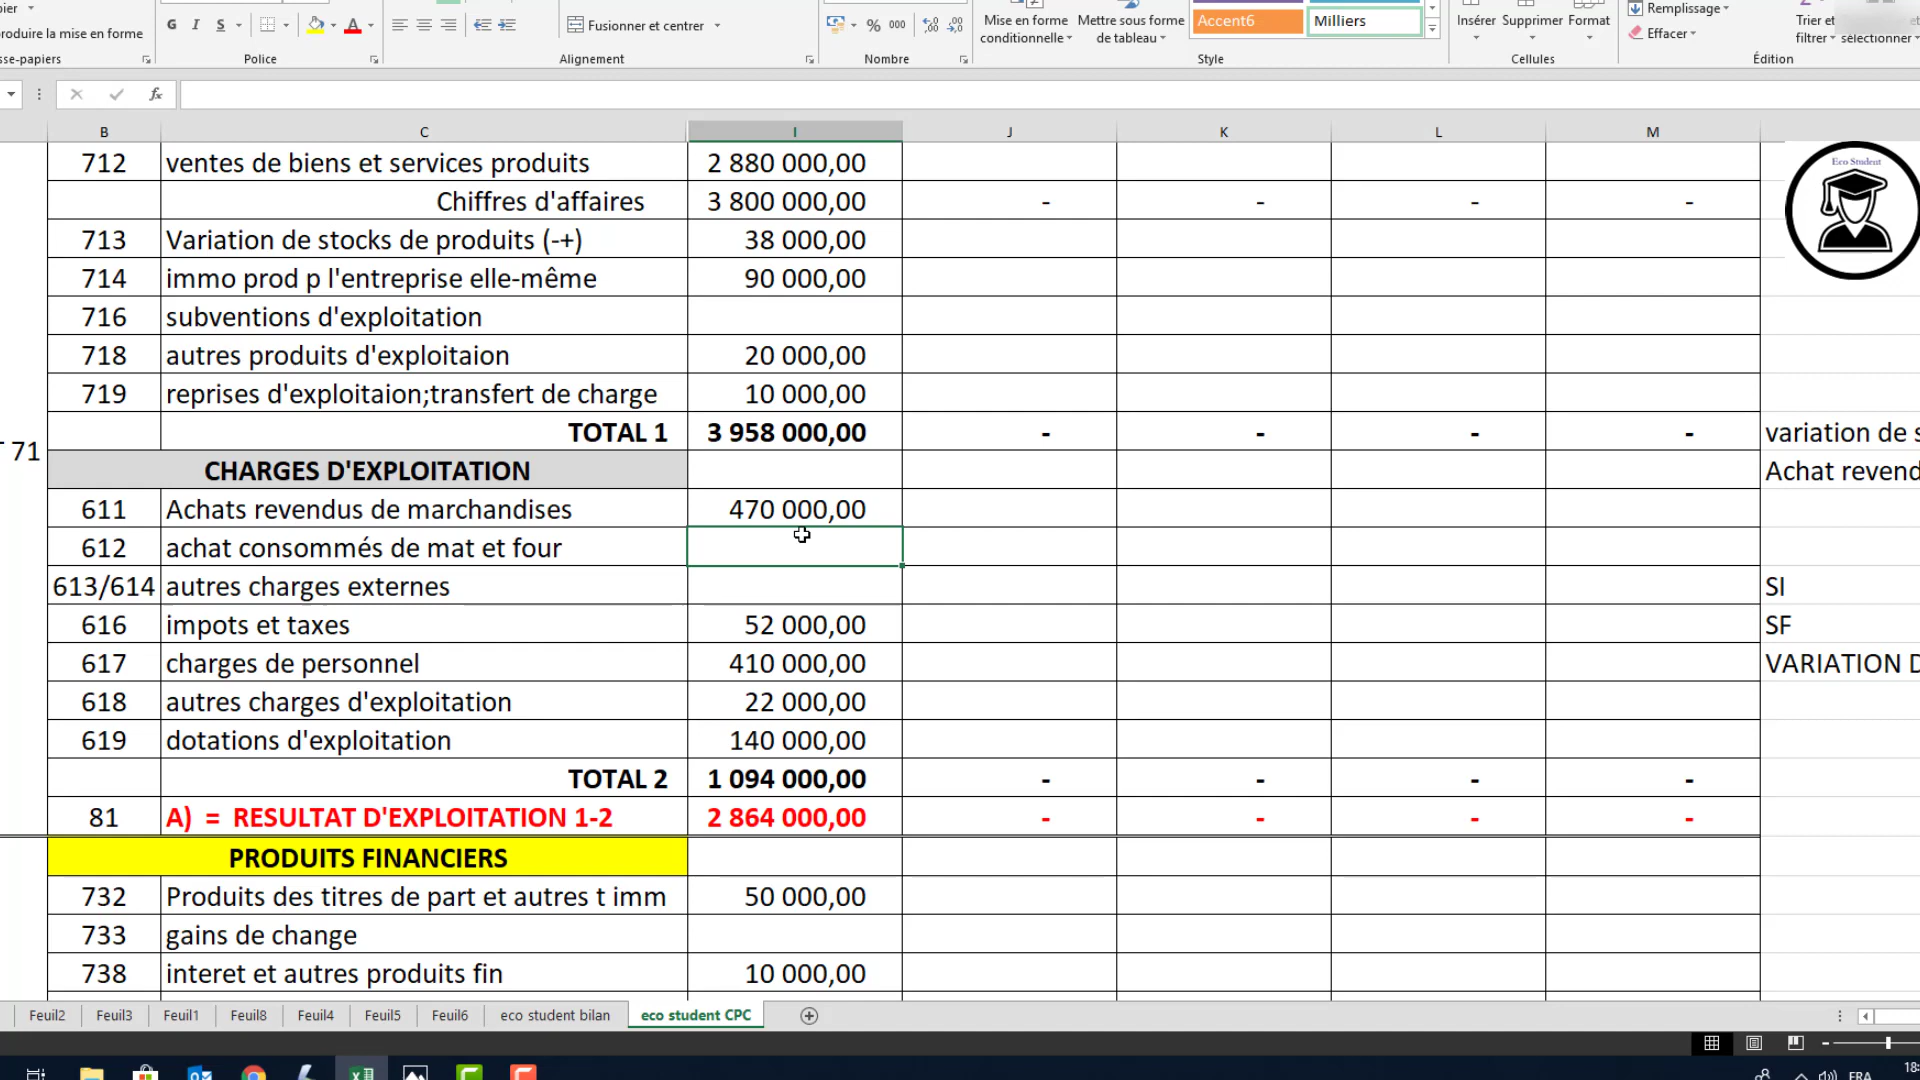 pier
Fusionner et centrer
Mise en forme conditionnelle
Mettre sous forme de tableau
Accent6
Milliers
Insérer Supprimer Format
Remplissage
Effacer
Trier et filtrer
sélectionner
roduire la mise en forme
G I S A
% 000
sse-papiers Police Alignement Nombre Style Cellules Édition
fx
B C I J K L M
712 ventes de biens et services produits 2 880 000,00
Chiffres d'affaires 3 800 000,00 - - - -
713 Variation de stocks de produits (-+) 38 000,00
714 immo prod p l'entreprise elle-même 90 000,00
716 subventions d'exploitation
718 autres produits d'exploitaion 20 000,00
719 reprises d'exploitaion;transfert de charge 10 000,00
TOTAL 1 3 958 000,00 - - - - variation de s
T 71
CHARGES D'EXPLOITATION Achat revend
611 Achats revendus de marchandises 470 000,00
612 achat consommés de mat et four
613/614 autres charges externes SI
616 impots et taxes 52 000,00 SF
617 charges de personnel 410 000,00 VARIATION D
618 autres charges d'exploitation 22 000,00
619 dotations d'exploitation 140 000,00
TOTAL 2 1 094 000,00 - - - -
81 A) = RESULTAT D'EXPLOITATION 1-2 2 864 000,00 - - - -
PRODUITS FINANCIERS
732 Produits des titres de part et autres t imm 50 000,00
733 gains de change
738 interet et autres produits fin 10 000,00
Eco Student
Feuil2 Feuil3 Feuil1 Feuil8 Feuil4 Feuil5 Feuil6 eco student bilan eco student CPC
FRA
18: